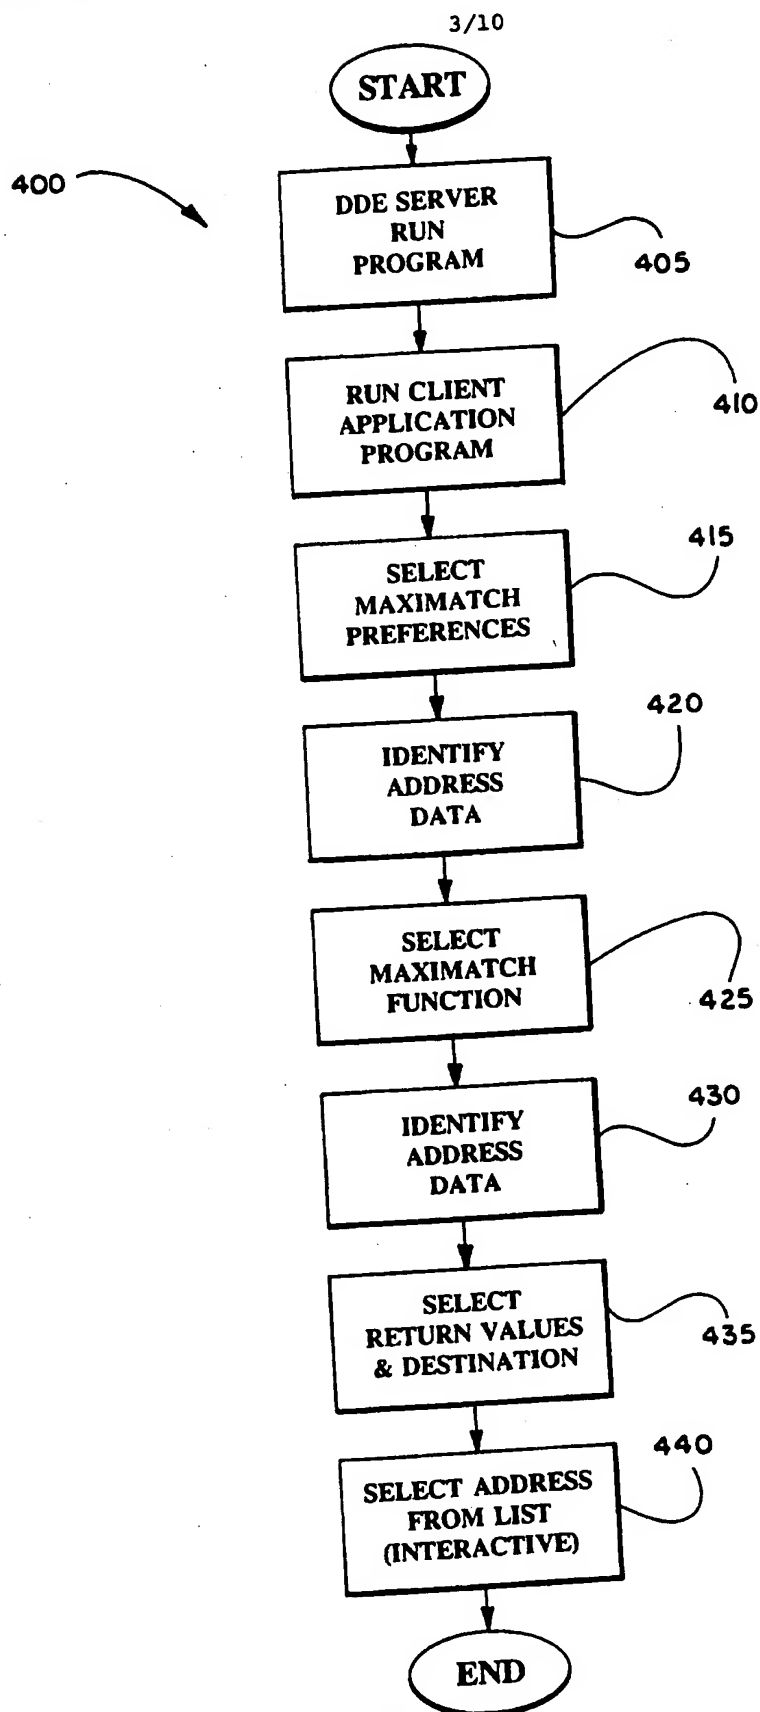 3/10
START
400
DDE SERVER
RUN
PROGRAM
405
RUN CLIENT
APPLICATION
PROGRAM
410
SELECT
MAXIMATCH
PREFERENCES
415
IDENTIFY
ADDRESS
DATA
420
SELECT
MAXIMATCH
FUNCTION
425
IDENTIFY
ADDRESS
DATA
430
SELECT
RETURN VALUES
& DESTINATION
435
SELECT ADDRESS
FROM LIST
(INTERACTIVE)
440
END